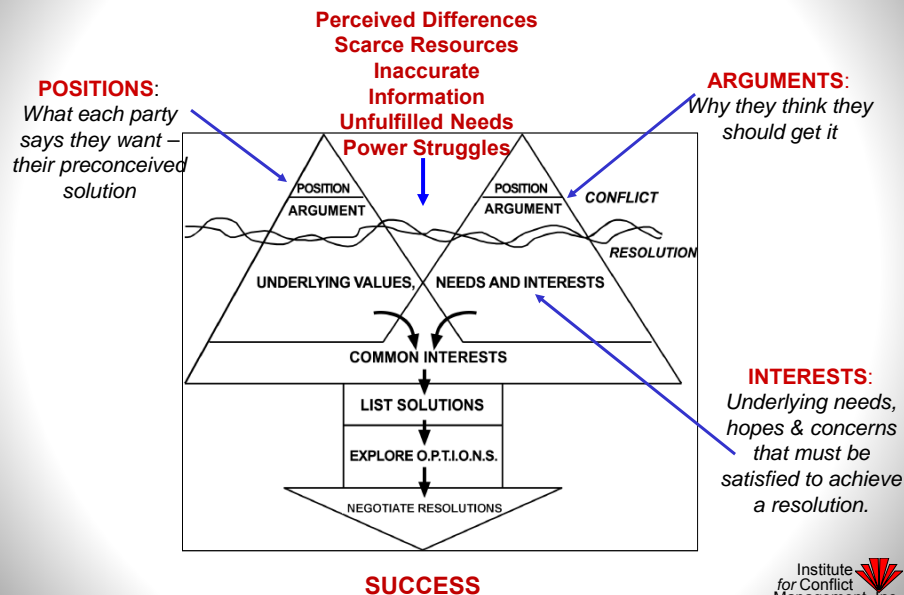 Perceived Differences
Scarce Resources
Inaccurate
Information
Unfulfilled Needs
Power Struggles
POSITIONS:
What each party
says they want –
their preconceived
solution
ARGUMENTS:
Why they think they
should get it
POSITION
ARGUMENT
POSITION
ARGUMENT
CONFLICT
RESOLUTION
UNDERLYING VALUES, NEEDS AND INTERESTS
COMMON INTERESTS
LIST SOLUTIONS
EXPLORE O.P.T.I.O.N.S.
NEGOTIATE RESOLUTIONS
INTERESTS:
Underlying needs,
hopes & concerns
that must be
satisfied to achieve
a resolution.
SUCCESS
Institute
for Conflict
Management, Inc